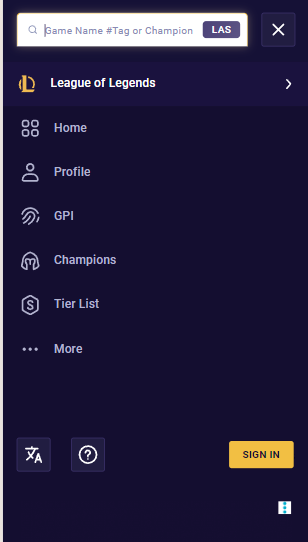 Game Name #Tag or Champion LAS
League of Legends
Home
Profile
GPI
Champions
Tier List
More
SIGN IN